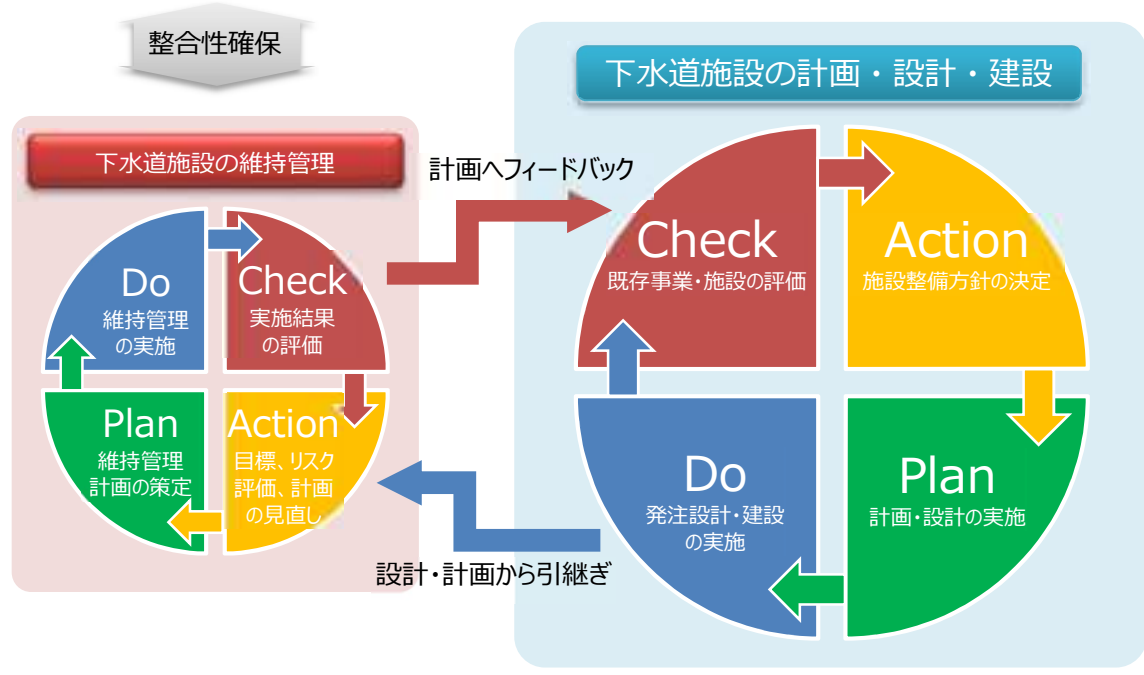 整合性確保
下水道施設の維持管理
Do
維持管理
の実施
Check
実施結果
の評価
Plan
維持管理
計画の策定
Action
目標、リスク
評価、計画
の見直し
計画へフィードバック
設計・計画から引継ぎ
下水道施設の計画・設計・建設
Check
既存事業・施設の評価
Action
施設整備方針の決定
Do
発注設計・建設
の実施
Plan
計画・設計の実施